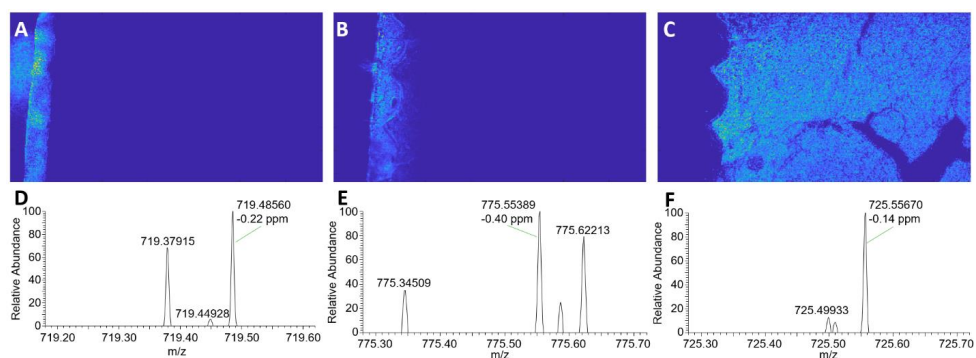 A
B
C
D
719.48560
-0.22 ppm
719.37915
719.44928
100
80
60
40
20
0
Relative Abundance
719.20
719.30
719.40
719.50
719.60
m/z
E
775.55389
-0.40 ppm
775.62213
775.34509
100
80
60
40
20
0
Relative Abundance
775.30
775.40
775.50
775.60
775.70
m/z
F
725.55670
-0.14 ppm
725.49933
100
80
60
40
20
0
Relative Abundance
725.30
725.40
725.50
725.60
725.70
m/z